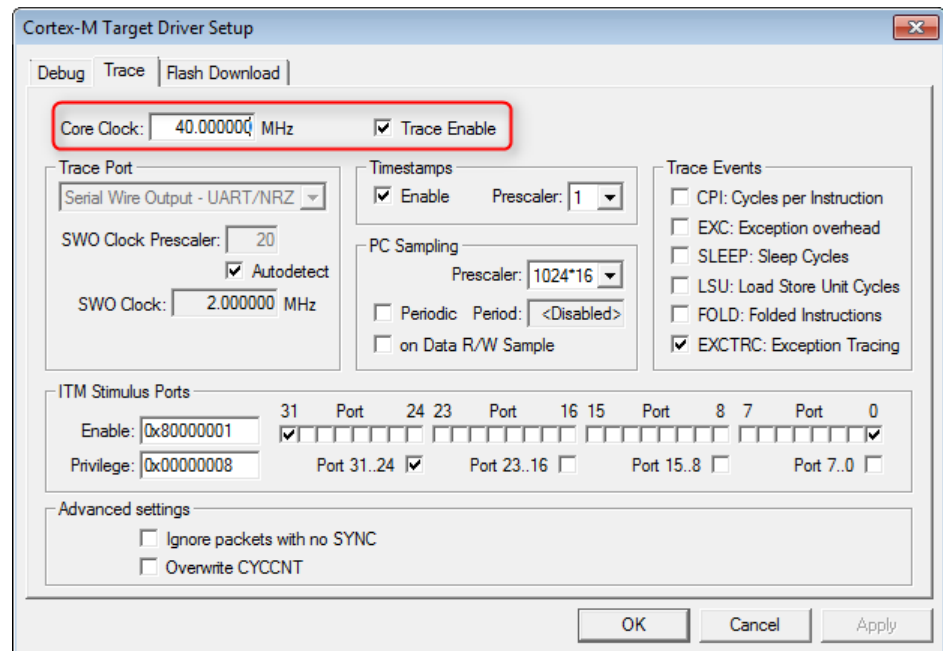 Cortex-M Target Driver Setup
Debug Trace Flash Download
Core Clock: 40.000000 MHz Trace Enable
Trace Port
Serial Wire Output - UART/NRZ
SWO Clock Prescaler: 20
Autodetect
SWO Clock: 2.000000 MHz
Timestamps
Enable Prescaler: 1
PC Sampling
Prescaler: 1024*16
Periodic Period: <Disabled>
on Data R/W Sample
Trace Events
CPI: Cycles per Instruction
EXC: Exception overhead
SLEEP: Sleep Cycles
LSU: Load Store Unit Cycles
FOLD: Folded Instructions
EXCTRC: Exception Tracing
ITM Stimulus Ports
31 Port 24 23 Port 16 15 Port 8 7 Port 0
Enable: 0x80000001
Privilege: 0x00000008 Port 31..24 Port 23..16 Port 15..8 Port 7..0
Advanced settings
Ignore packets with no SYNC
Overwrite CYCCNT
OK Cancel Apply